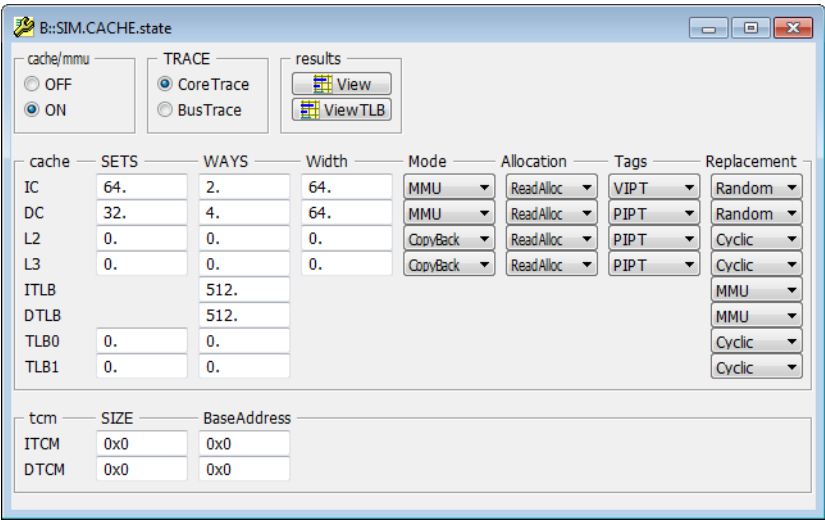 B::SIM.CACHE.state
cache/mmu TRACE results
OFF CoreTrace View
ON BusTrace ViewTLB
cache SETS WAYS Width Mode Allocation Tags Replacement
IC 64. 2. 64. MMU ReadAlloc VIPT Random
DC 32. 4. 64. MMU ReadAlloc PIPT Random
L2 0. 0. 0. CopyBack ReadAlloc PIPT Cyclic
L3 0. 0. 0. CopyBack ReadAlloc PIPT Cyclic
ITLB 512. MMU
DTLB 512. MMU
TLB0 0. 0. Cyclic
TLB1 0. 0. Cyclic
tcm SIZE BaseAddress
ITCM 0x0 0x0
DTCM 0x0 0x0